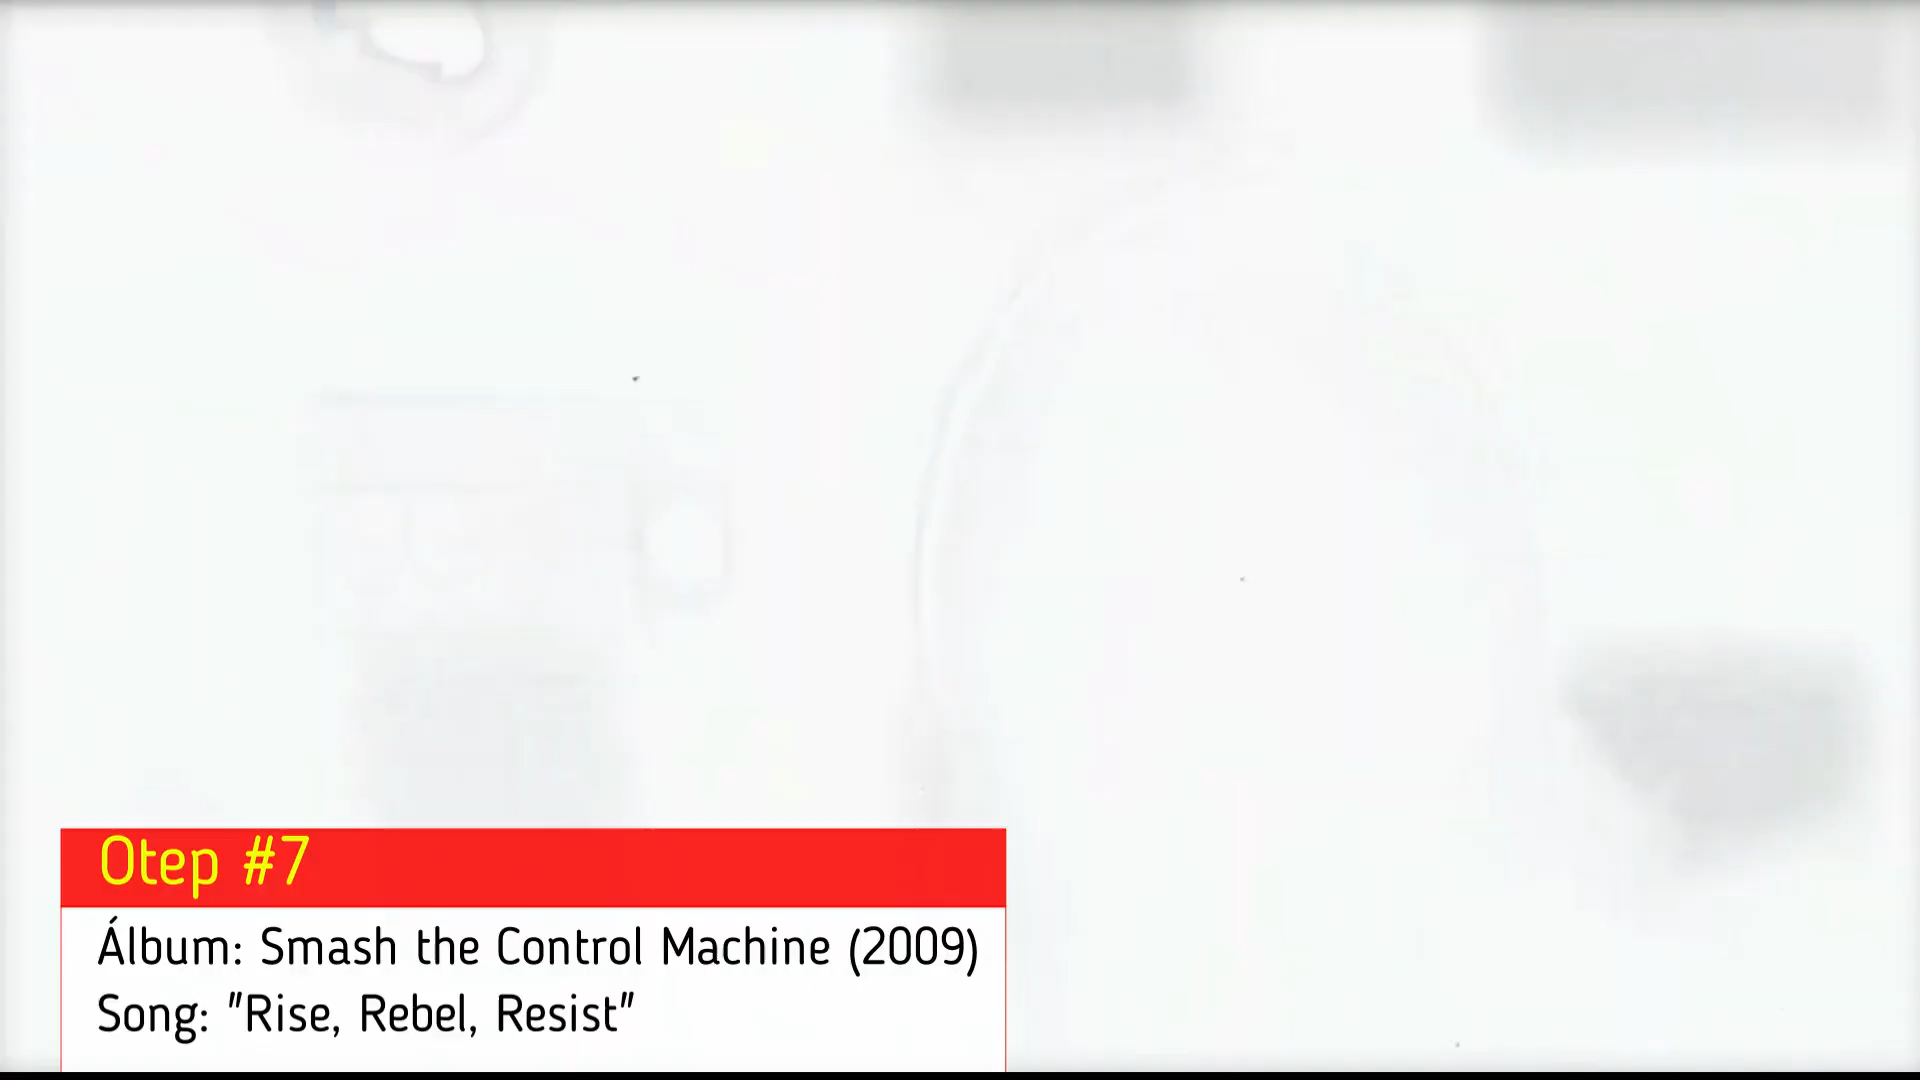 Otep #7
Álbum: Smash the Control Machine (2009)
Song: "Rise, Rebel, Resist"